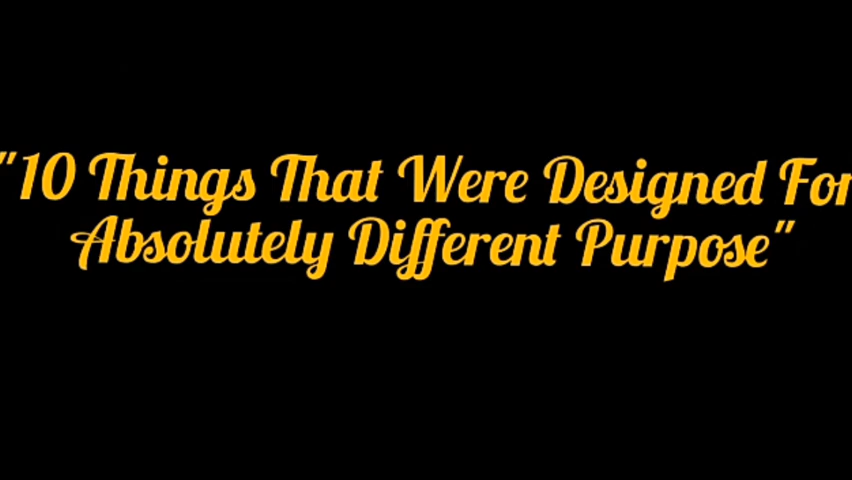 "10 Things That Were Designed For
Absolutely Different Purpose"